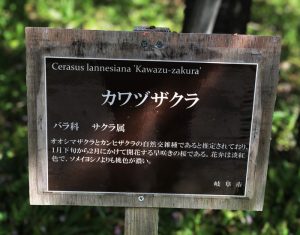 Cerasus lannesiana 'Kawazu-zakura'
カワヅザクラ
バラ科 サクラ属
オオシマザクラとカンヒザクラの自然交雑種であると推定されており、
1月下旬から2月にかけて開花する早咲きの桜である。花弁は淡紅
色で、ソメイヨシノよりも桃色が濃い。
岐阜市